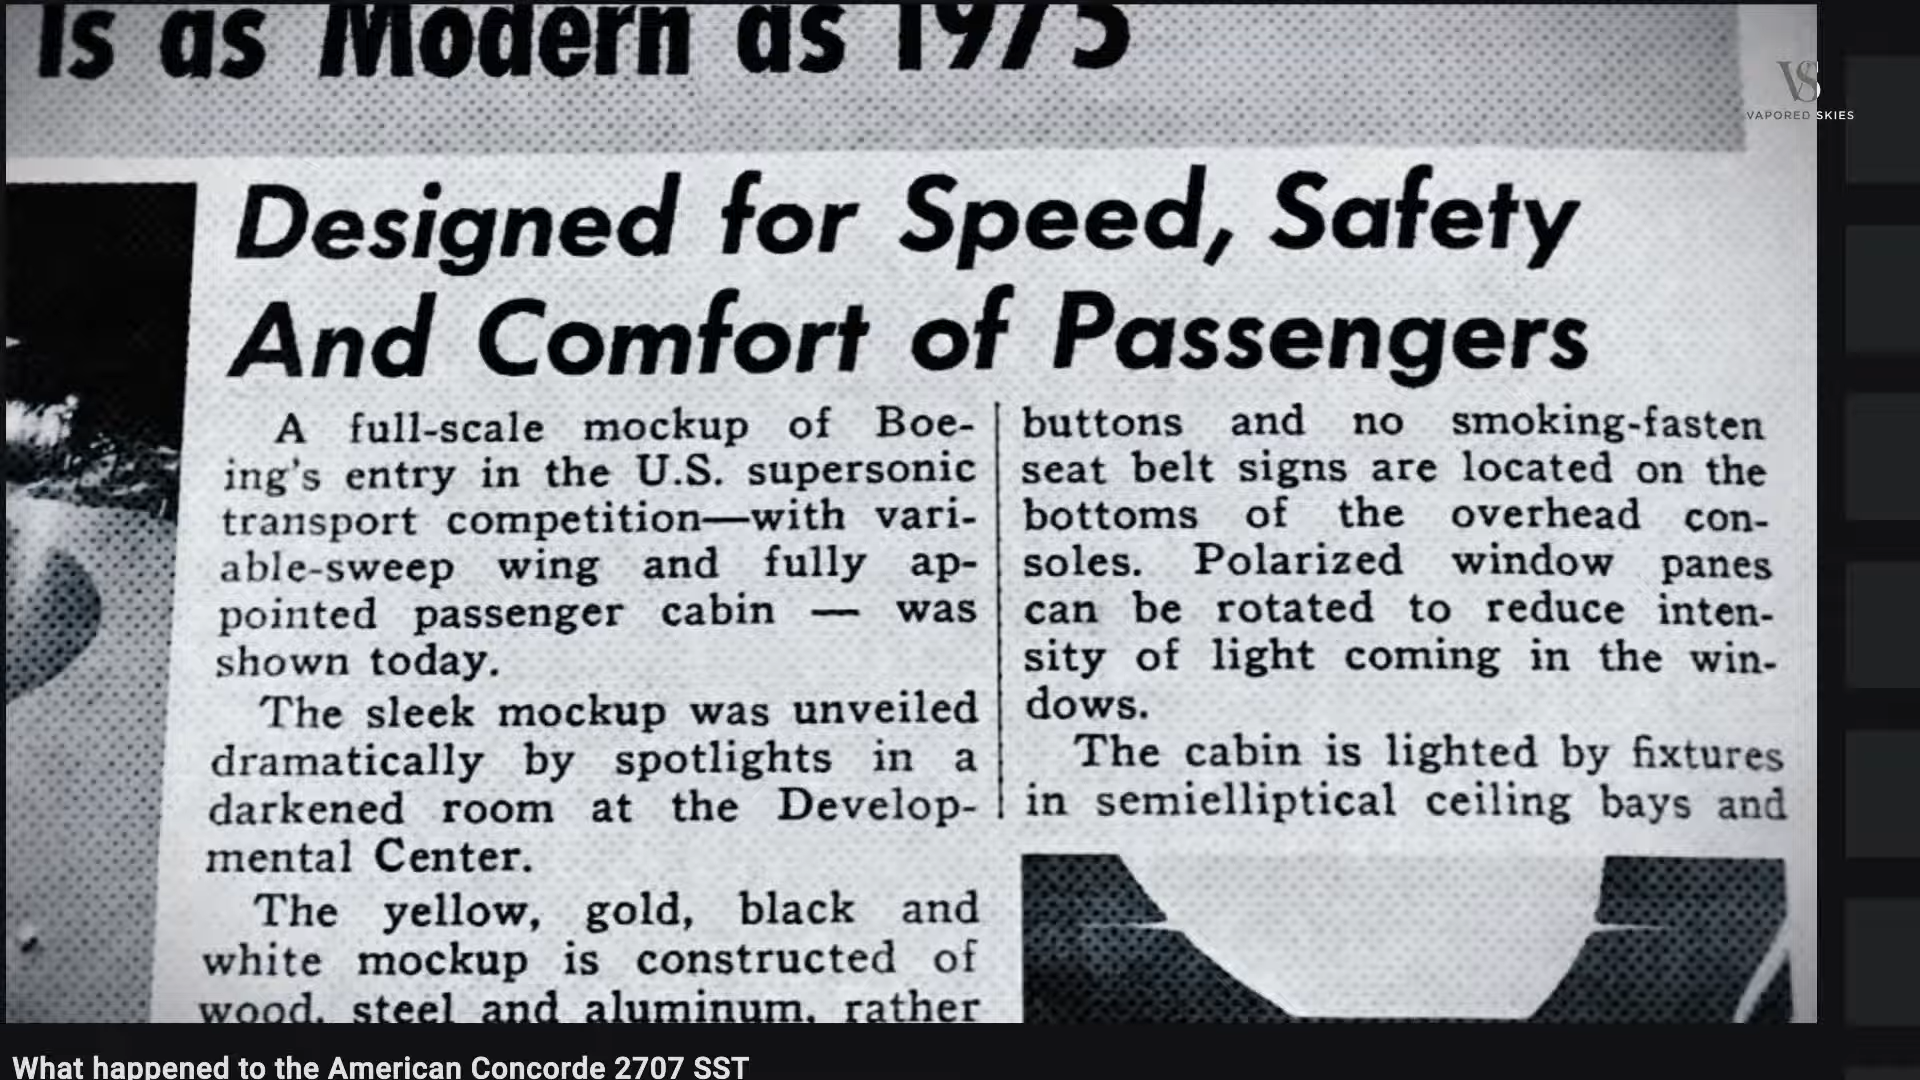 Is as Modern as 1975
VS
VAPORED SKIES
Designed for Speed, Safety
And Comfort of Passengers
A full-scale mockup of Boe-
ing's entry in the U.S. supersonic
transport competition—with vari-
able-sweep wing and fully ap-
pointed passenger cabin — was
shown today.
The sleek mockup was unveiled
dramatically by spotlights in a
darkened room at the Develop-
mental Center.
The yellow, gold, black and
white mockup is constructed of
wood, steel and aluminum, rather
buttons and no smoking-fasten
seat belt signs are located on the
bottoms of the overhead con-
soles. Polarized window panes
can be rotated to reduce inten-
sity of light coming in the win-
dows.
The cabin is lighted by fixtures
in semielliptical ceiling bays and
What happened to the American Concorde 2707 SST